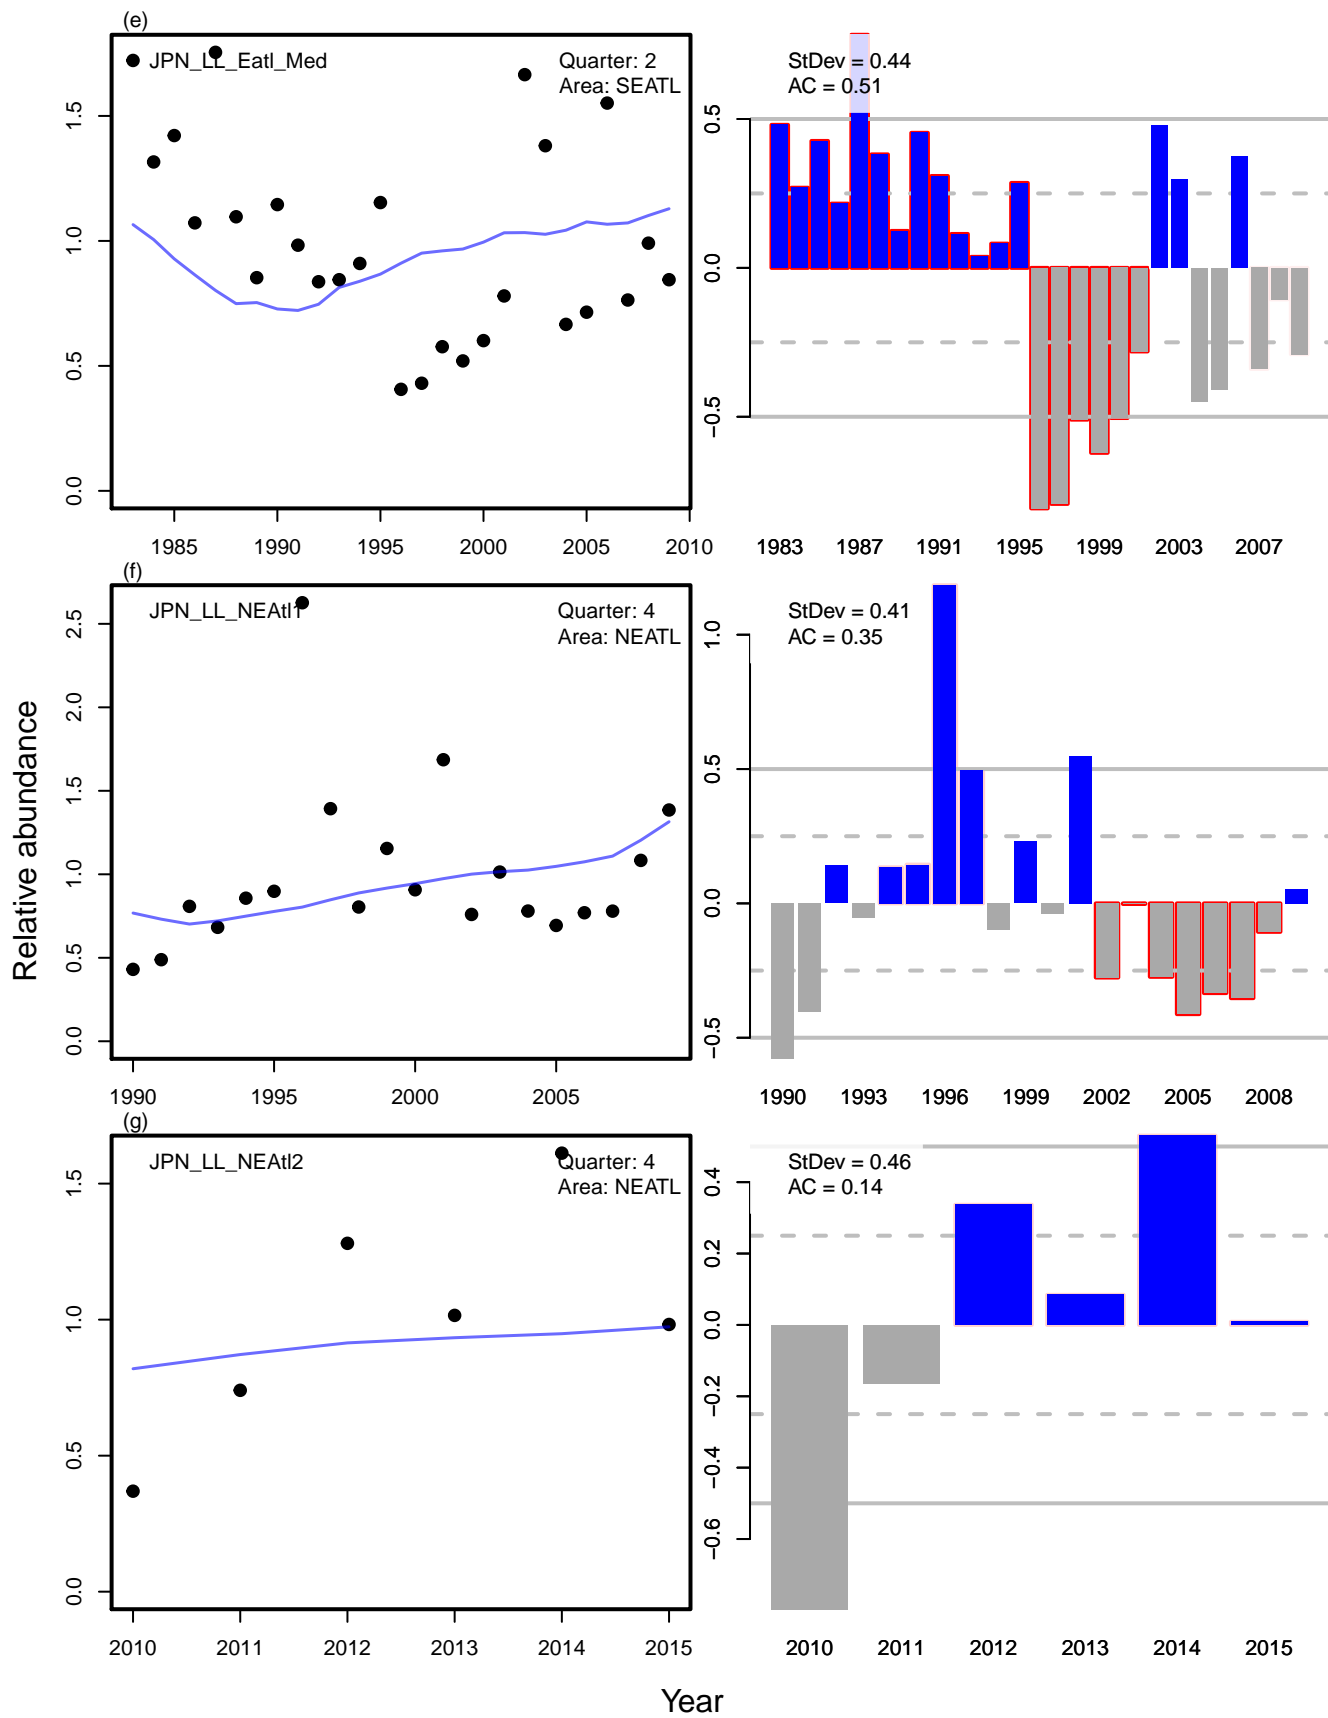 (e)
JPN_LL_Eatl_Med
Quarter: 2
Area: SEATL
0.0
0.5
1.0
1.5
1985 1990 1995 2000 2005 2010
StDev = 0.44
AC = 0.51
−0.5
0.0
0.5
1983 1987 1991 1995 1999 2003 2007
(f)
JPN_LL_NEAtl1
Quarter: 4
Area: NEATL
0.0
0.5
1.0
1.5
2.0
2.5
1990 1995 2000 2005
StDev = 0.41
AC = 0.35
−0.5
0.0
0.5
1.0
1990 1993 1996 1999 2002 2005 2008
Relative abundance
(g)
JPN_LL_NEAtl2
Quarter: 4
Area: NEATL
0.0
0.5
1.0
1.5
2010 2011 2012 2013 2014 2015
StDev = 0.46
AC = 0.14
−0.6
−0.4
−0.2
0.0
0.2
0.4
2010 2011 2012 2013 2014 2015
Year